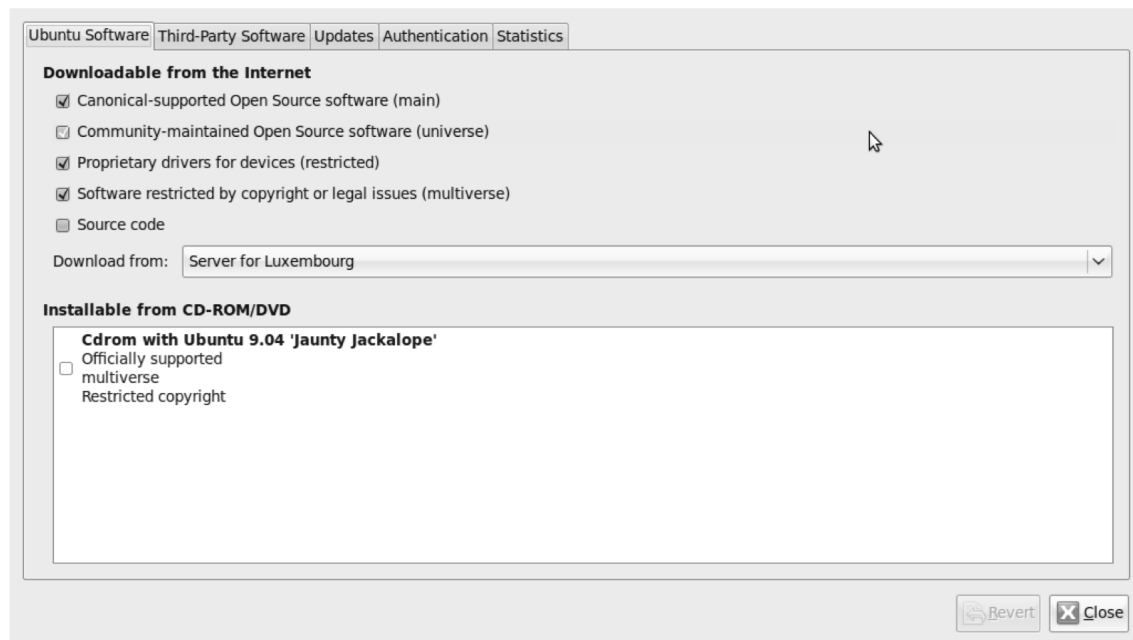 Ubuntu Software Third-Party Software Updates Authentication Statistics
Downloadable from the Internet
Canonical-supported Open Source software (main)
Community-maintained Open Source software (universe)
Proprietary drivers for devices (restricted)
Software restricted by copyright or legal issues (multiverse)
Source code
Download from: Server for Luxembourg
Installable from CD-ROM/DVD
Cdrom with Ubuntu 9.04 'Jaunty Jackalope'
Officially supported
multiverse
Restricted copyright
Revert Close